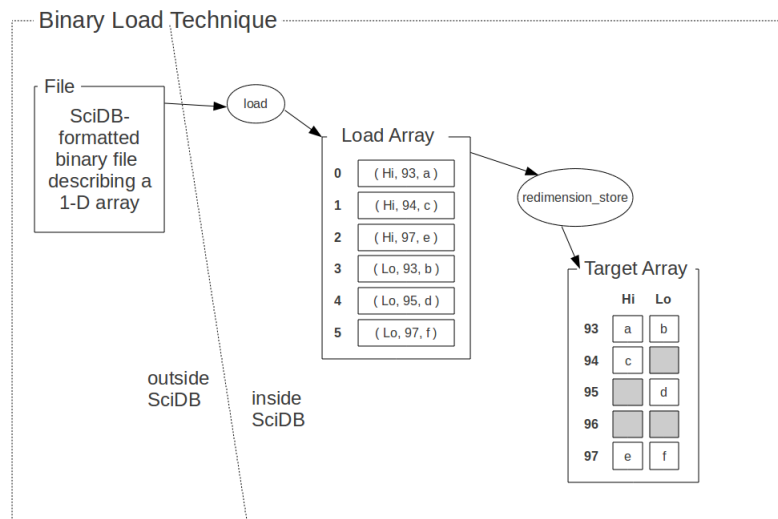 Binary Load Technique
File
SciDB-
formatted
binary file
describing a
1-D array
load
Load Array
0 ( Hi, 93, a )
1 ( Hi, 94, c )
2 ( Hi, 97, e )
3 ( Lo, 93, b )
4 ( Lo, 95, d )
5 ( Lo, 97, f )
redimension_store
Target Array
Hi Lo
93 a b
94 c
95 d
96
97 e f
outside
SciDB
inside
SciDB